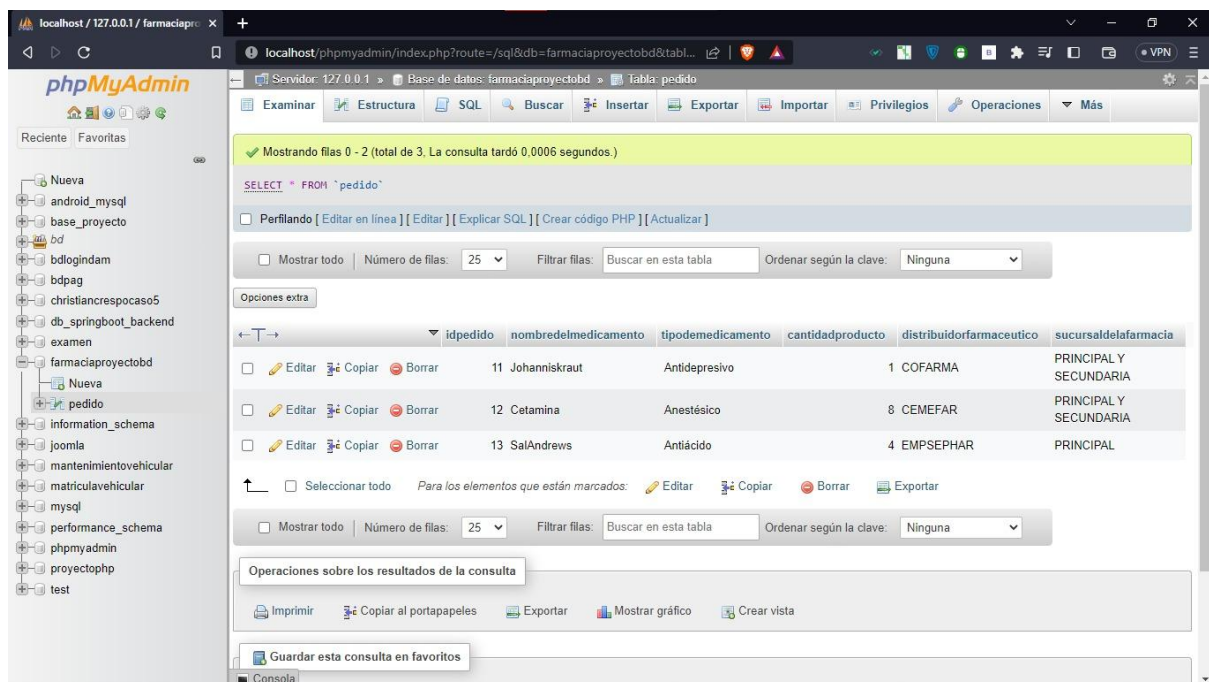 localhost / 127.0.0.1 / farmaciapro
localhost/phpmyadmin/index.php?route=/sql&db=farmaciaproyectobd&tabl...
VPN
phpMyAdmin
Reciente Favoritas
Nueva
android_mysql
base_proyecto
bd
bdlogindam
bdpag
christiancrespocaso5
db_springboot_backend
examen
farmaciaproyectobd
Nueva
pedido
information_schema
joomla
mantenimientovehicular
matriculavehicular
mysql
performance_schema
phpmyadmin
proyectophp
test
Servidor: 127.0.0.1 » Base de datos: farmaciaproyectobd » Tabla: pedido
Examinar Estructura SQL Buscar Insertar Exportar Importar Privilegios Operaciones Más
Mostrando filas 0 - 2 (total de 3, La consulta tardó 0,0006 segundos.)
SELECT * FROM `pedido`
Perfilando [ Editar en línea ] [ Editar ] [ Explicar SQL ] [ Crear código PHP ] [ Actualizar ]
Mostrar todo | Número de filas: 25 Filtrar filas: Buscar en esta tabla Ordenar según la clave: Ninguna
Opciones extra
←T→ idpedido nombredelmedicamento tipodemedicamento cantidadproducto distribuidorfarmaceutico sucursaldelafarmacia
Editar Copiar Borrar 11 Johanniskraut Antidepresivo 1 COFARMA PRINCIPAL Y SECUNDARIA
Editar Copiar Borrar 12 Cetamina Anestésico 8 CEMEFAR PRINCIPAL Y SECUNDARIA
Editar Copiar Borrar 13 SalAndrews Antiácido 4 EMPSEPHAR PRINCIPAL
Seleccionar todo Para los elementos que están marcados: Editar Copiar Borrar Exportar
Mostrar todo | Número de filas: 25 Filtrar filas: Buscar en esta tabla Ordenar según la clave: Ninguna
Operaciones sobre los resultados de la consulta
Imprimir Copiar al portapapeles Exportar Mostrar gráfico Crear vista
Guardar esta consulta en favoritos
Consola